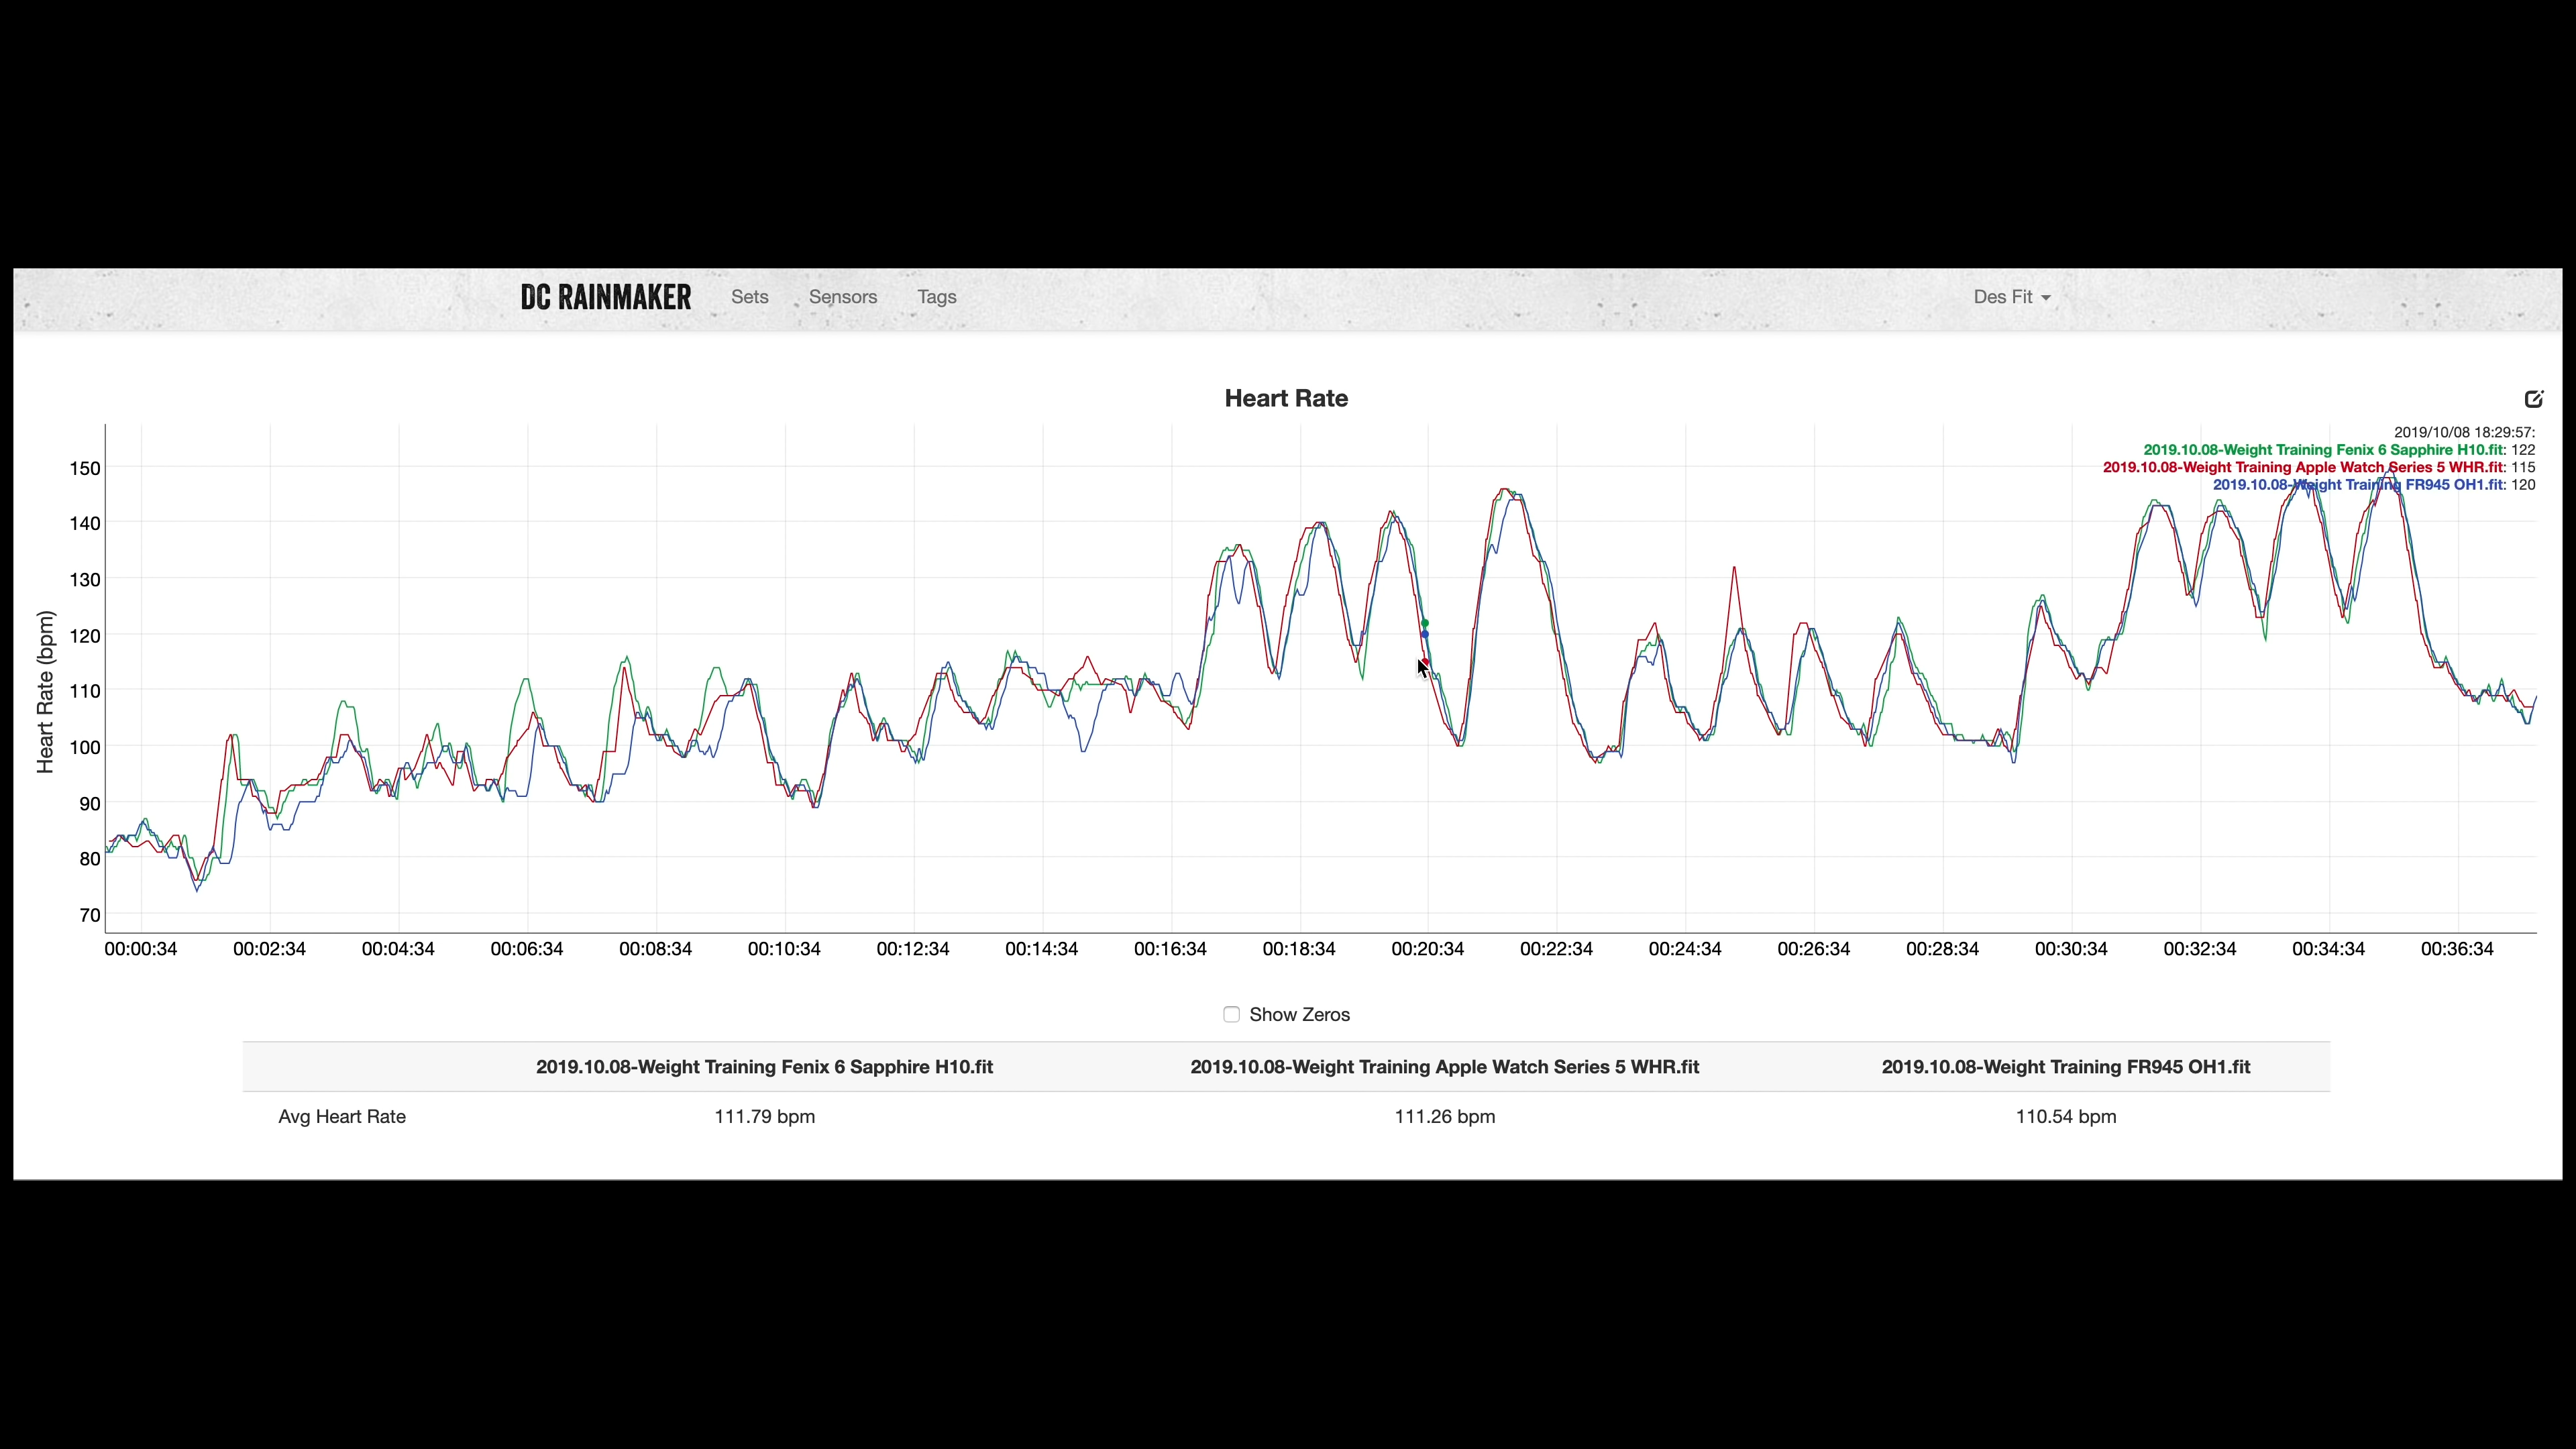 DC RAINMAKER Sets Sensors Tags Des Fit
Heart Rate
2019/10/08 18:29:57:
2019.10.08-Weight Training Fenix 6 Sapphire H10.fit: 122
2019.10.08-Weight Training Apple Watch Series 5 WHR.fit: 115
2019.10.08-Weight Training FR945 OH1.fit: 120
Heart Rate (bpm)
150
140
130
120
110
100
90
80
70
00:00:34 00:02:34 00:04:34 00:06:34 00:08:34 00:10:34 00:12:34 00:14:34 00:16:34 00:18:34 00:20:34 00:22:34 00:24:34 00:26:34 00:28:34 00:30:34 00:32:34 00:34:34 00:36:34
Show Zeros
2019.10.08-Weight Training Fenix 6 Sapphire H10.fit 2019.10.08-Weight Training Apple Watch Series 5 WHR.fit 2019.10.08-Weight Training FR945 OH1.fit
Avg Heart Rate 111.79 bpm 111.26 bpm 110.54 bpm